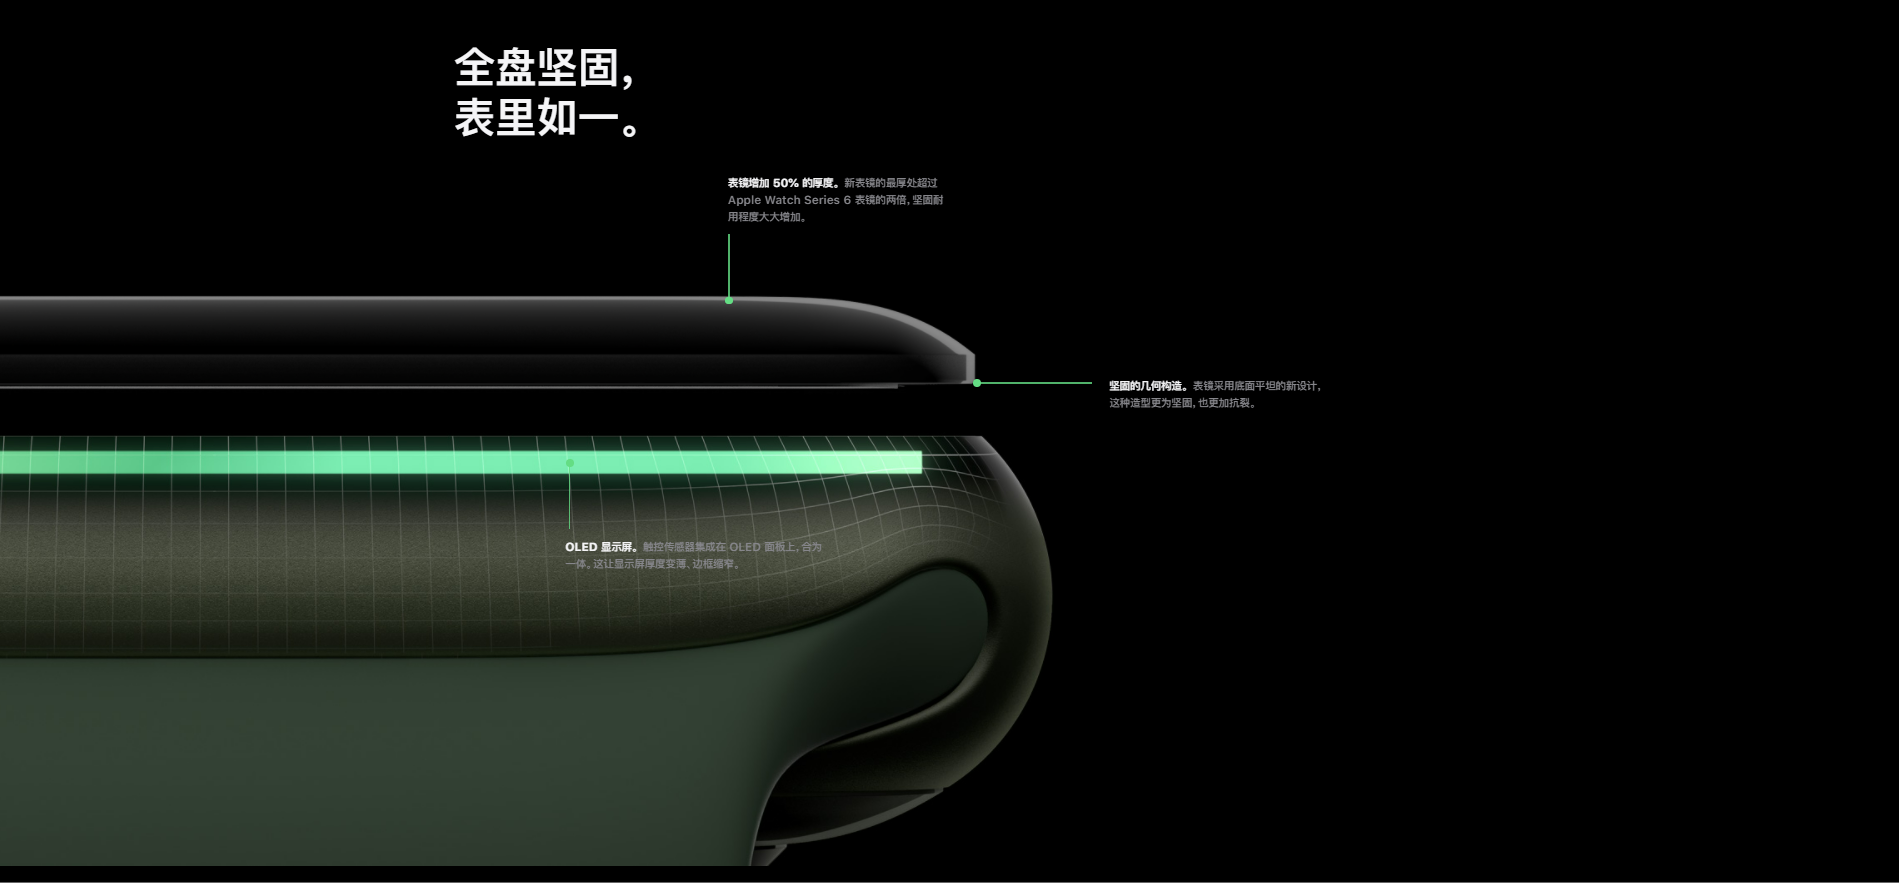 全盘坚固，
表里如一。
表镜增加 50% 的厚度。新表镜的最厚处超过
Apple Watch Series 6 表镜的两倍，坚固耐
用程度大大增加。
坚固的几何构造。表镜采用底面平坦的新设计，
这种造型更为坚固，也更加抗裂。
OLED 显示屏。触控传感器集成在 OLED 面板上，合为
一体。这让显示屏厚度变薄、边框缩窄。